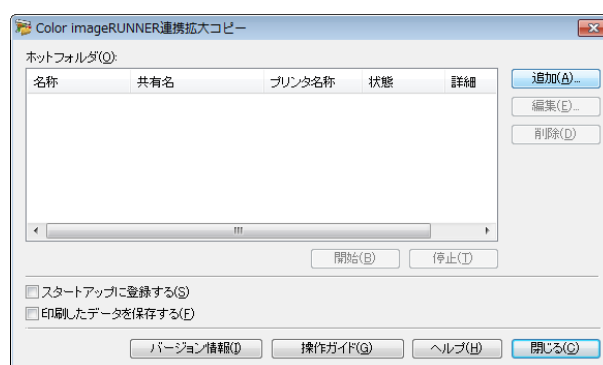 Color imageRUNNER連携拡大コピー
ホットフォルダ(O):
名称 共有名 プリンタ名称 状態 詳細
追加(A)...
編集(E)...
削除(D)
開始(B) 停止(T)
スタートアップに登録する(S)
印刷したデータを保存する(F)
バージョン情報(I) 操作ガイド(G) ヘルプ(H) 閉じる(C)